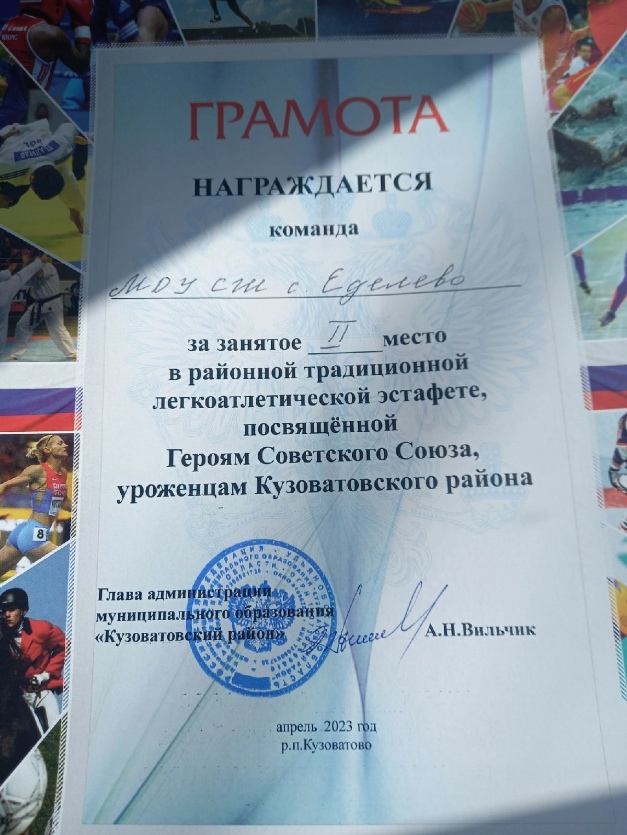 ГРАМОТА
НАГРАЖДАЕТСЯ
команда
МОУ СШ с Еделево
за занятое II место
в районной традиционной
легкоатлетической эстафете,
посвящённой
Героям Советского Союза,
уроженцам Кузоватовского района
Глава администрации
муниципального образования
«Кузоватовский район»
А.Н.Вильчик
апрель 2023 год
р.п.Кузоватово
8